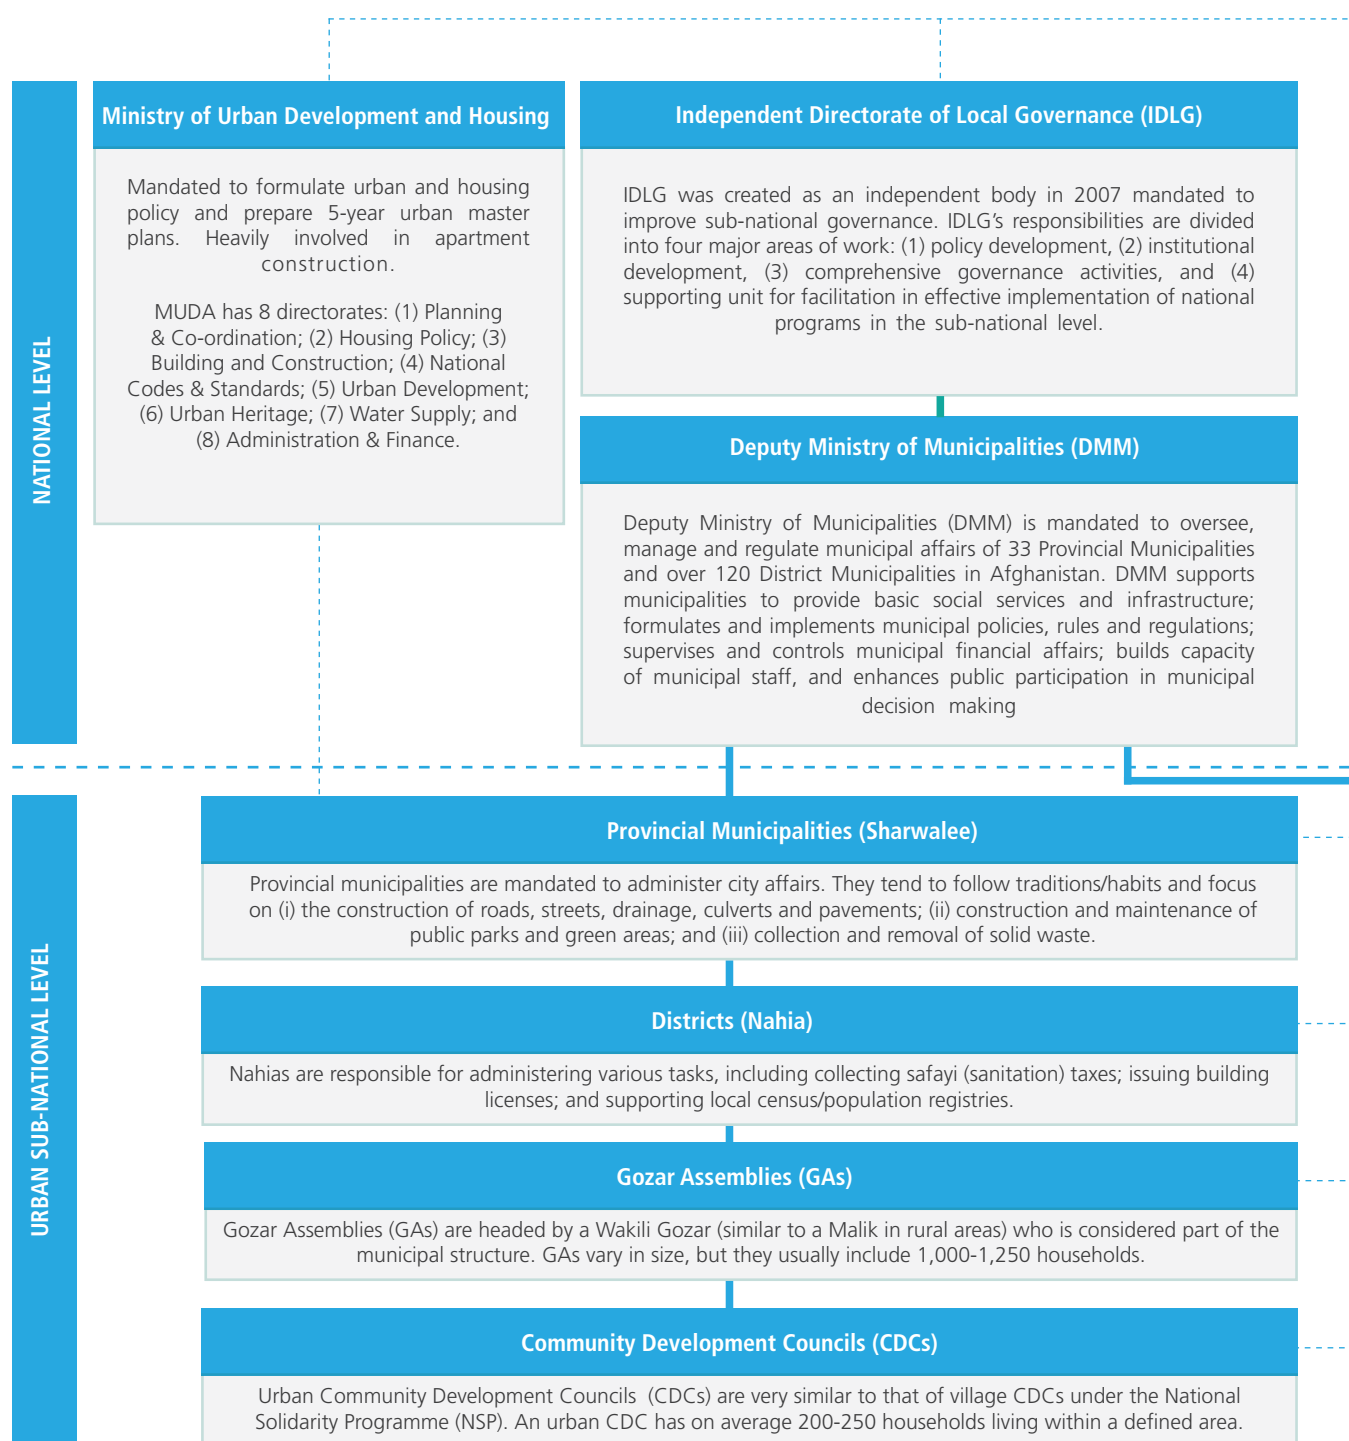 NATIONAL LEVEL
Ministry of Urban Development and Housing
Mandated to formulate urban and housing
policy and prepare 5-year urban master
plans. Heavily involved in apartment
construction.
MUDA has 8 directorates: (1) Planning
& Co-ordination; (2) Housing Policy; (3)
Building and Construction; (4) National
Codes & Standards; (5) Urban Development;
(6) Urban Heritage; (7) Water Supply; and
(8) Administration & Finance.
Independent Directorate of Local Governance (IDLG)
IDLG was created as an independent body in 2007 mandated to
improve sub-national governance. IDLG's responsibilities are divided
into four major areas of work: (1) policy development, (2) institutional
development, (3) comprehensive governance activities, and (4)
supporting unit for facilitation in effective implementation of national
programs in the sub-national level.
Deputy Ministry of Municipalities (DMM)
Deputy Ministry of Municipalities (DMM) is mandated to oversee,
manage and regulate municipal affairs of 33 Provincial Municipalities
and over 120 District Municipalities in Afghanistan. DMM supports
municipalities to provide basic social services and infrastructure;
formulates and implements municipal policies, rules and regulations;
supervises and controls municipal financial affairs; builds capacity
of municipal staff, and enhances public participation in municipal
decision making
URBAN SUB-NATIONAL LEVEL
Provincial Municipalities (Sharwalee)
Provincial municipalities are mandated to administer city affairs. They tend to follow traditions/habits and focus
on (i) the construction of roads, streets, drainage, culverts and pavements; (ii) construction and maintenance of
public parks and green areas; and (iii) collection and removal of solid waste.
Districts (Nahia)
Nahias are responsible for administering various tasks, including collecting safayi (sanitation) taxes; issuing building
licenses; and supporting local census/population registries.
Gozar Assemblies (GAs)
Gozar Assemblies (GAs) are headed by a Wakili Gozar (similar to a Malik in rural areas) who is considered part of the
municipal structure. GAs vary in size, but they usually include 1,000-1,250 households.
Community Development Councils (CDCs)
Urban Community Development Councils (CDCs) are very similar to that of village CDCs under the National
Solidarity Programme (NSP). An urban CDC has on average 200-250 households living within a defined area.